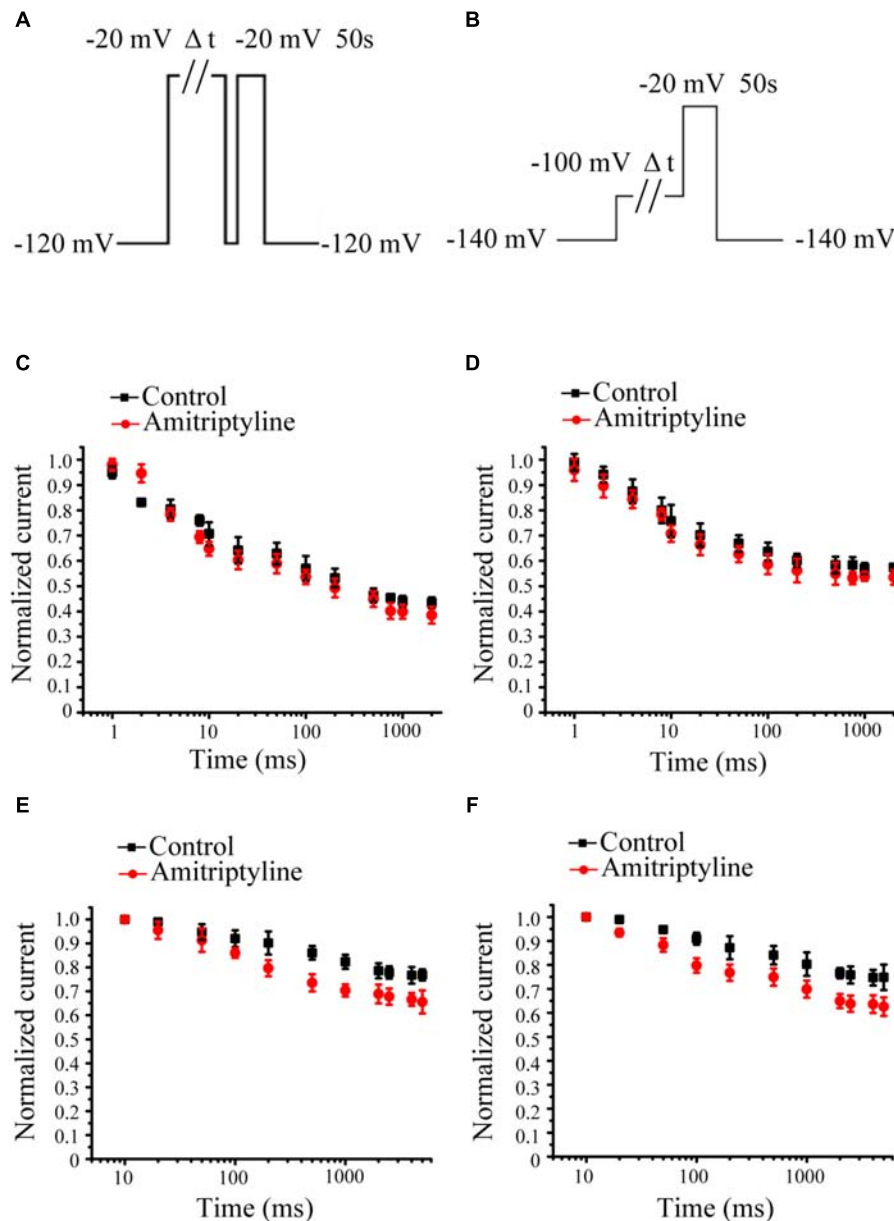 A
-20 mV Δ t -20 mV 50s
-120 mV
-120 mV
B
-20 mV 50s
-100 mV Δ t
-140 mV
-140 mV
C
Control
Amitriptyline
Normalized current
1.0
0.9
0.8
0.7
0.6
0.5
0.4
0.3
0.2
0.1
0
1 10 100 1000
Time (ms)
D
Control
Amitriptyline
Normalized current
1.0
0.9
0.8
0.7
0.6
0.5
0.4
0.3
0.2
0.1
0
1 10 100 1000
Time (ms)
E
Control
Amitriptyline
Normalized current
1.0
0.9
0.8
0.7
0.6
0.5
0.4
0.3
0.2
0.1
0
10 100 1000
Time (ms)
F
Control
Amitriptyline
Normalized current
1.0
0.9
0.8
0.7
0.6
0.5
0.4
0.3
0.2
0.1
0
10 100 1000
Time (ms)